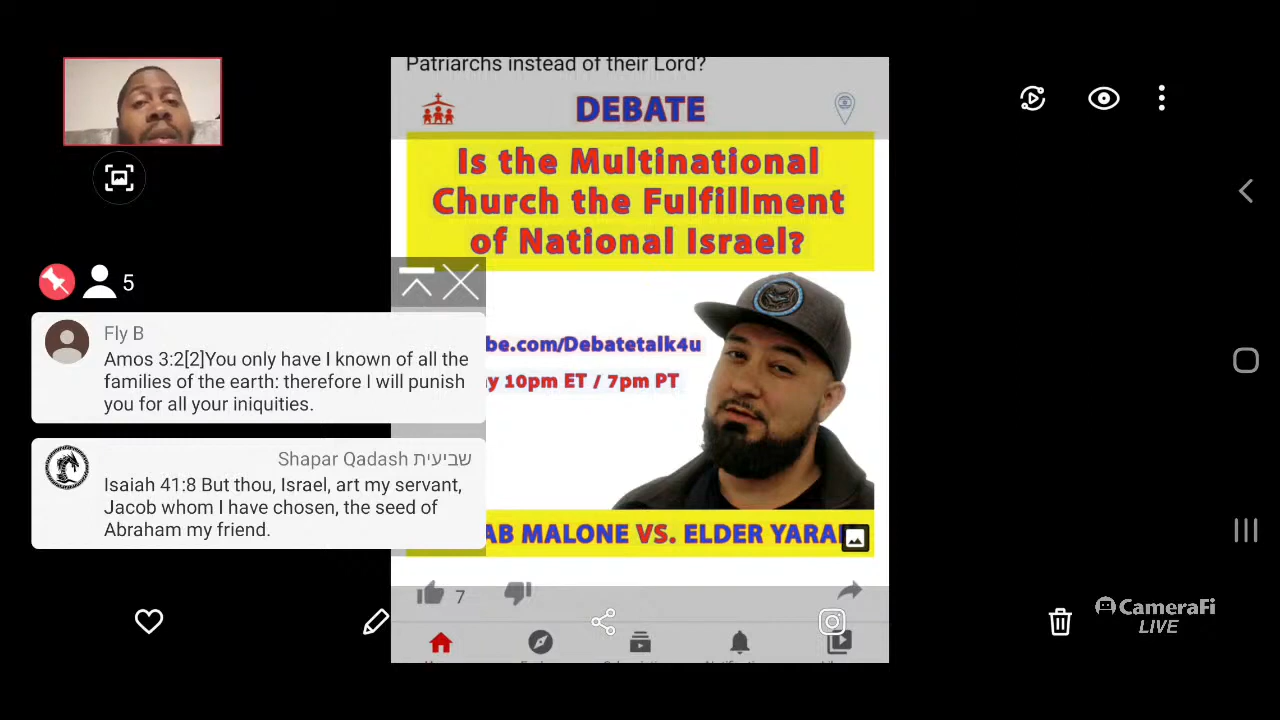 Patriarchs instead of their Lord?
DEBATE
Is the Multinational
Church the Fulfillment
of National Israel?
5
Fly B
Amos 3:2[2]You only have I known of all the
families of the earth: therefore I will punish
you for all your iniquities.
be.com/Debatetalk4u
y 10pm ET / 7pm PT
Shapar Qadash שביעית
Isaiah 41:8 But thou, Israel, art my servant,
Jacob whom I have chosen, the seed of
Abraham my friend.
AB MALONE VS. ELDER YARA
7
CameraFi
LIVE